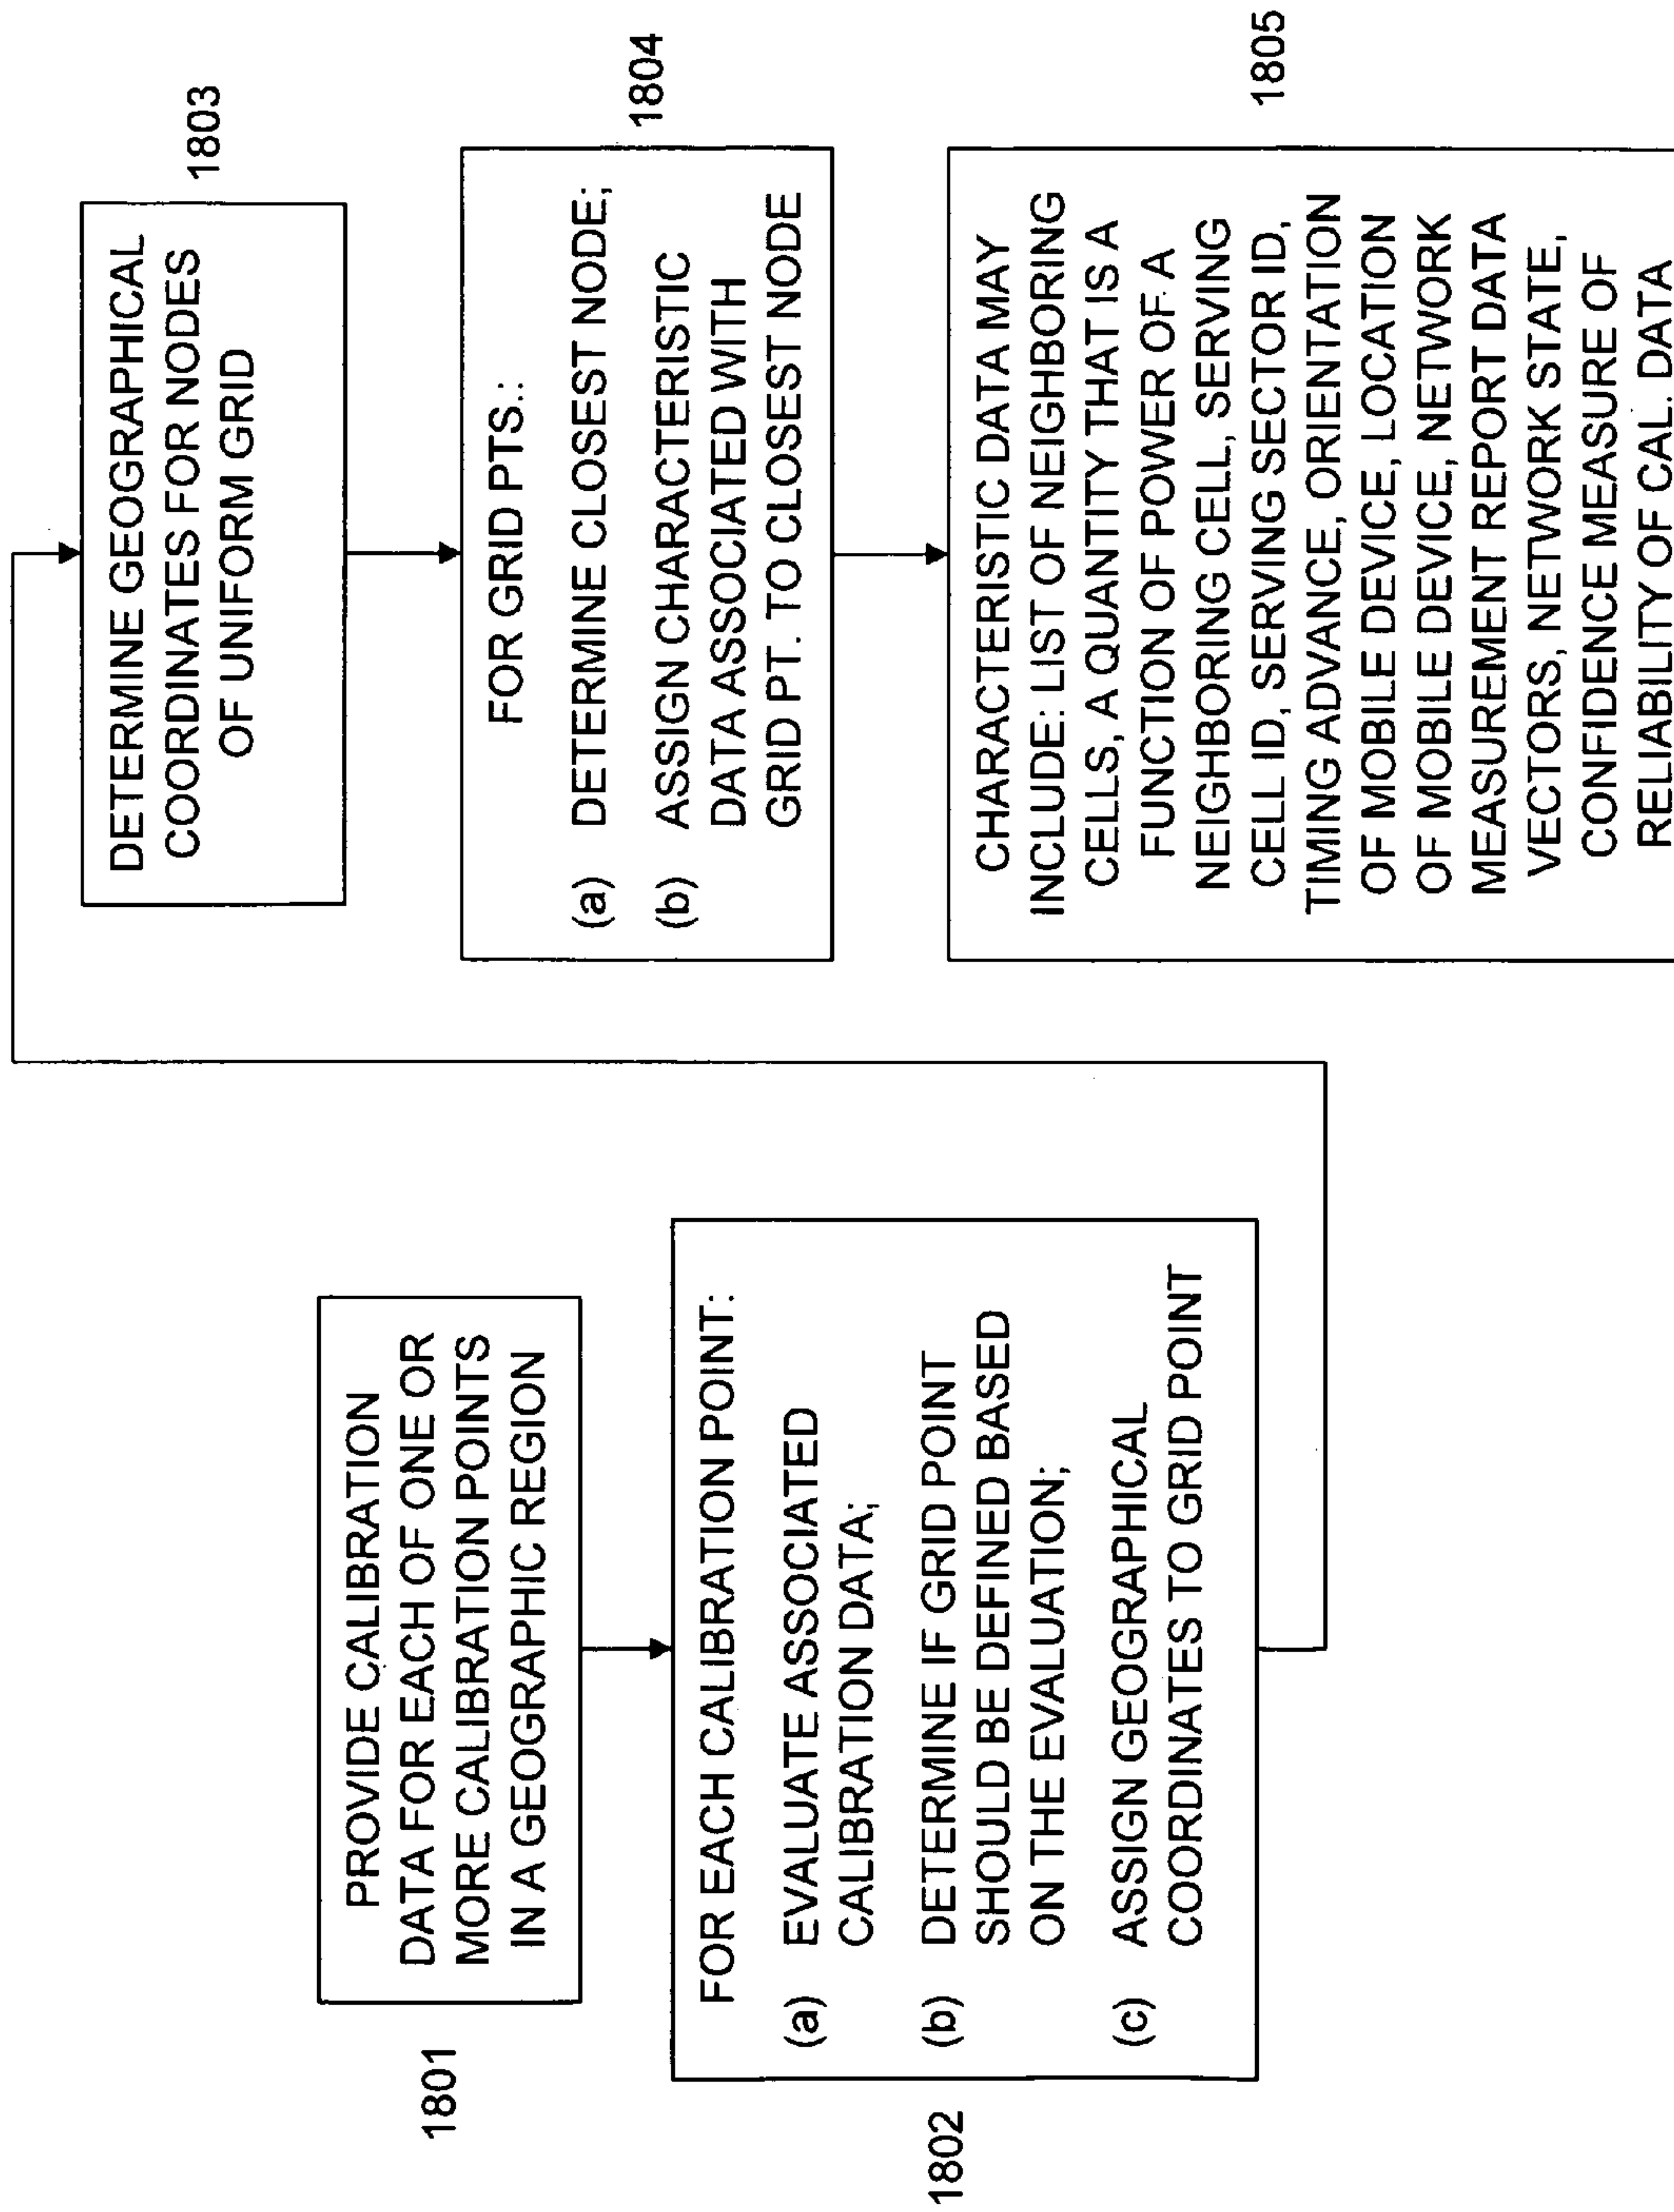 1801
PROVIDE CALIBRATION
DATA FOR EACH OF ONE OR
MORE CALIBRATION POINTS
IN A GEOGRAPHIC REGION
1802
FOR EACH CALIBRATION POINT:
(a) EVALUATE ASSOCIATED
CALIBRATION DATA;
(b) DETERMINE IF GRID POINT
SHOULD BE DEFINED BASED
ON THE EVALUATION;
(c) ASSIGN GEOGRAPHICAL
COORDINATES TO GRID POINT
1803
DETERMINE GEOGRAPHICAL
COORDINATES FOR NODES
OF UNIFORM GRID
1804
FOR GRID PTS.:
(a) DETERMINE CLOSEST NODE;
(b) ASSIGN CHARACTERISTIC
DATA ASSOCIATED WITH
GRID PT. TO CLOSEST NODE
1805
CHARACTERISTIC DATA MAY
INCLUDE: LIST OF NEIGHBORING
CELLS, A QUANTITY THAT IS A
FUNCTION OF POWER OF A
NEIGHBORING CELL, SERVING
CELL ID, SERVING SECTOR ID,
TIMING ADVANCE, ORIENTATION
OF MOBILE DEVICE, LOCATION
OF MOBILE DEVICE, NETWORK
MEASUREMENT REPORT DATA
VECTORS, NETWORK STATE,
CONFIDENCE MEASURE OF
RELIABILITY OF CAL. DATA